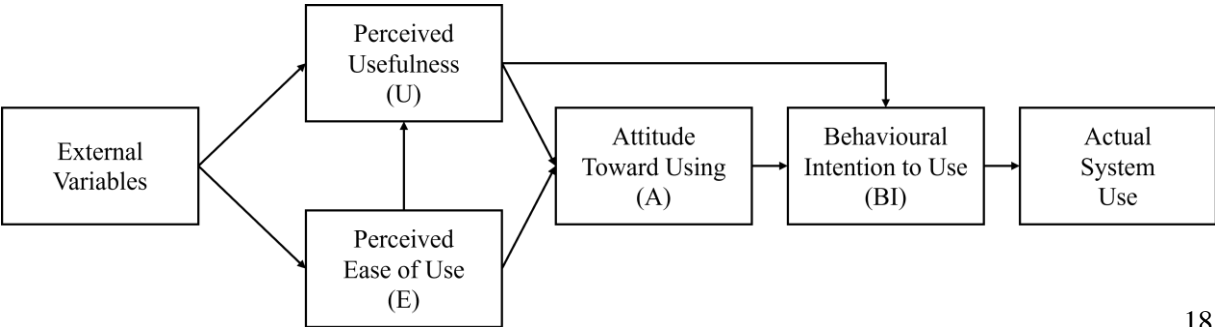 External
Variables
Perceived
Usefulness
(U)
Perceived
Ease of Use
(E)
Attitude
Toward Using
(A)
Behavioural
Intention to Use
(BI)
Actual
System
Use
18